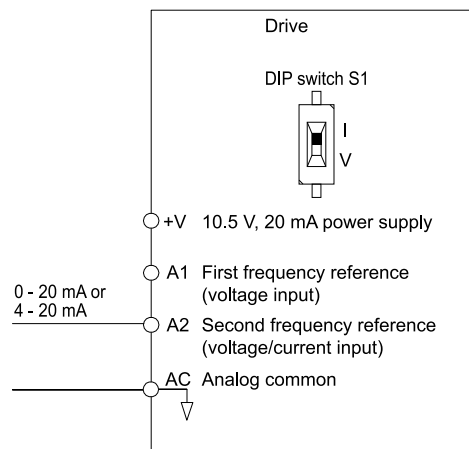 Drive
DIP switch S1
I
V
+V 10.5 V, 20 mA power supply
A1 First frequency reference
(voltage input)
0 - 20 mA or
4 - 20 mA
A2 Second frequency reference
(voltage/current input)
AC Analog common